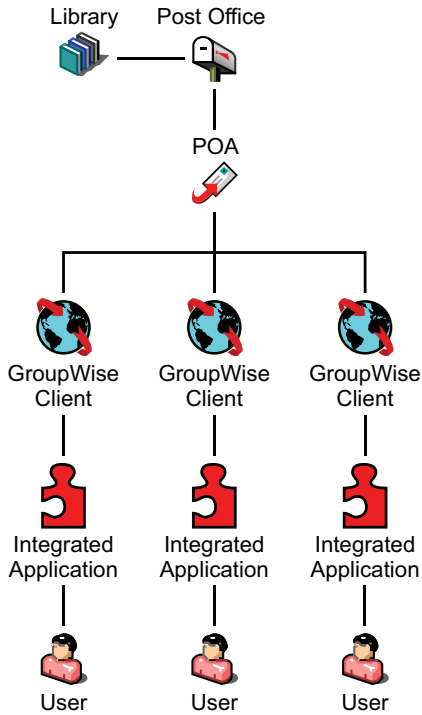 Library
Post Office
POA
GroupWise
Client
GroupWise
Client
GroupWise
Client
Integrated
Application
Integrated
Application
Integrated
Application
User
User
User